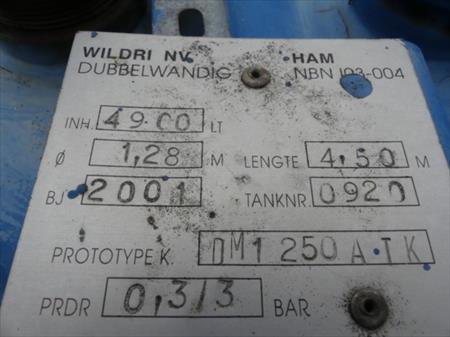 WILDRI NV HAM
DUBBELWANDIG NBN I03-004
INH. 4900 LT
Ø 1,28 M LENGTE 4,50 M
BJ 2001 TANKNR. 0920
PROTOTYPE K. DM1 250 A TK
PRDR 0,3/3 BAR